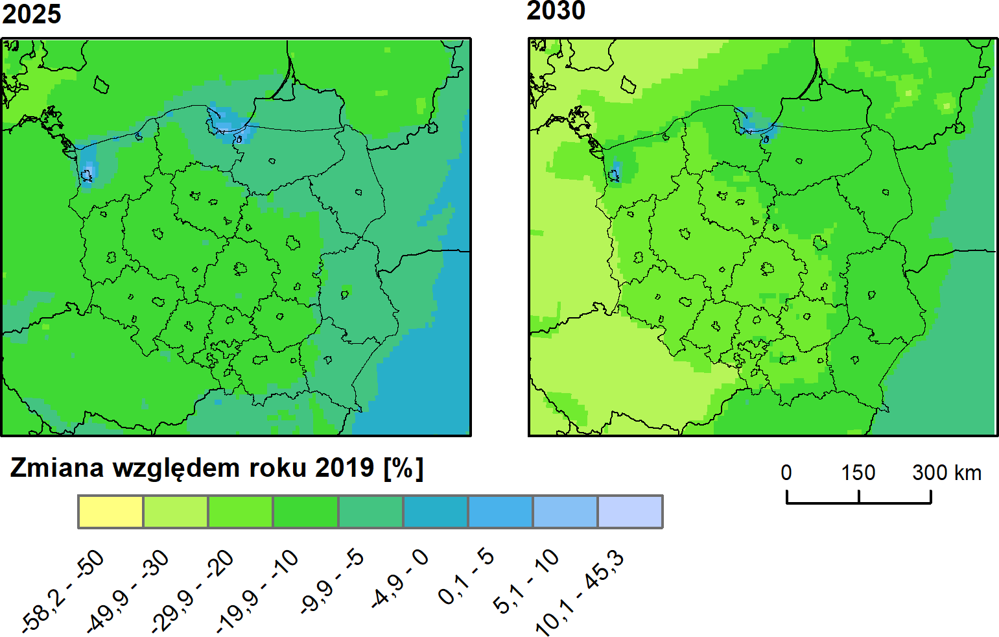 2025
2030
Zmiana względem roku 2019 [%]
0 150 300 km
-58,2 - -50
-49,9 - -30
-29,9 - -20
-19,9 - -10
-9,9 - -5
-4,9 - 0
0,1 - 5
5,1 - 10
10,1 - 45,3